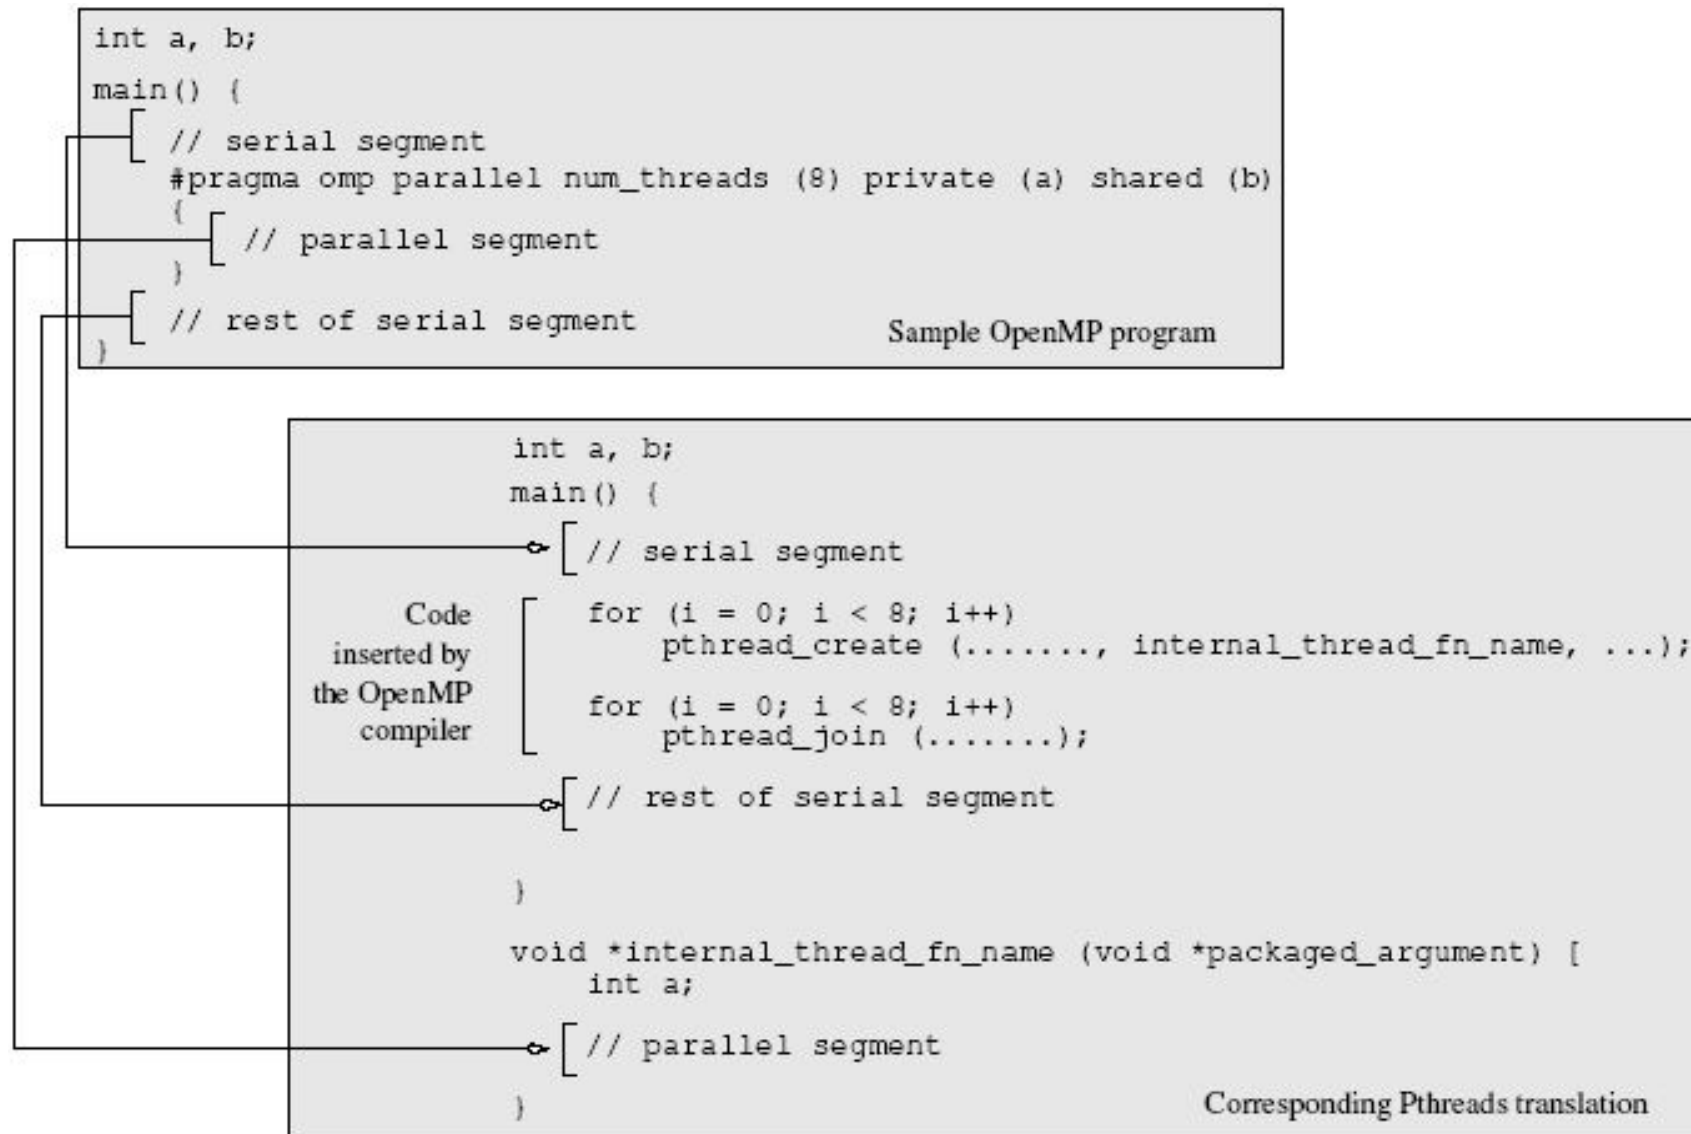 int a, b;
main() {
// serial segment
#pragma omp parallel num_threads (8) private (a) shared (b)
{
// parallel segment
}
// rest of serial segment
}
Sample OpenMP program
int a, b;
main() {
// serial segment
Code
inserted by
the OpenMP
compiler
for (i = 0; i < 8; i++)
pthread_create (......., internal_thread_fn_name, ...);
for (i = 0; i < 8; i++)
pthread_join (.......);
// rest of serial segment
}
void *internal_thread_fn_name (void *packaged_argument) [
int a;
// parallel segment
}
Corresponding Pthreads translation